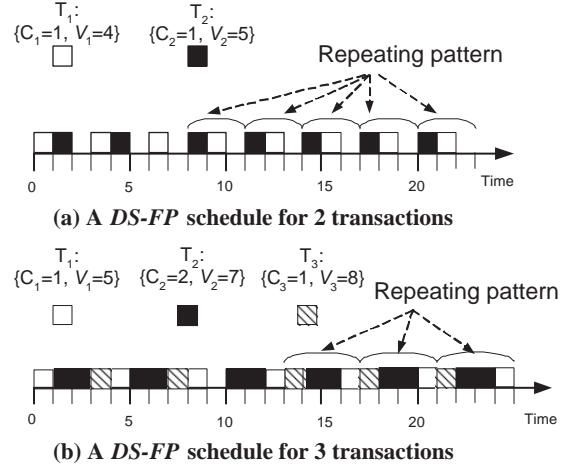 T1: T2:
{C1=1, V1=4} {C2=1, V2=5}
Repeating pattern
0 5 10 15 20
Time
(a) A DS-FP schedule for 2 transactions
T1: T2: T3:
{C1=1, V1=5} {C2=2, V2=7} {C3=1, V3=8}
Repeating pattern
0 5 10 15 20
Time
(b) A DS-FP schedule for 3 transactions